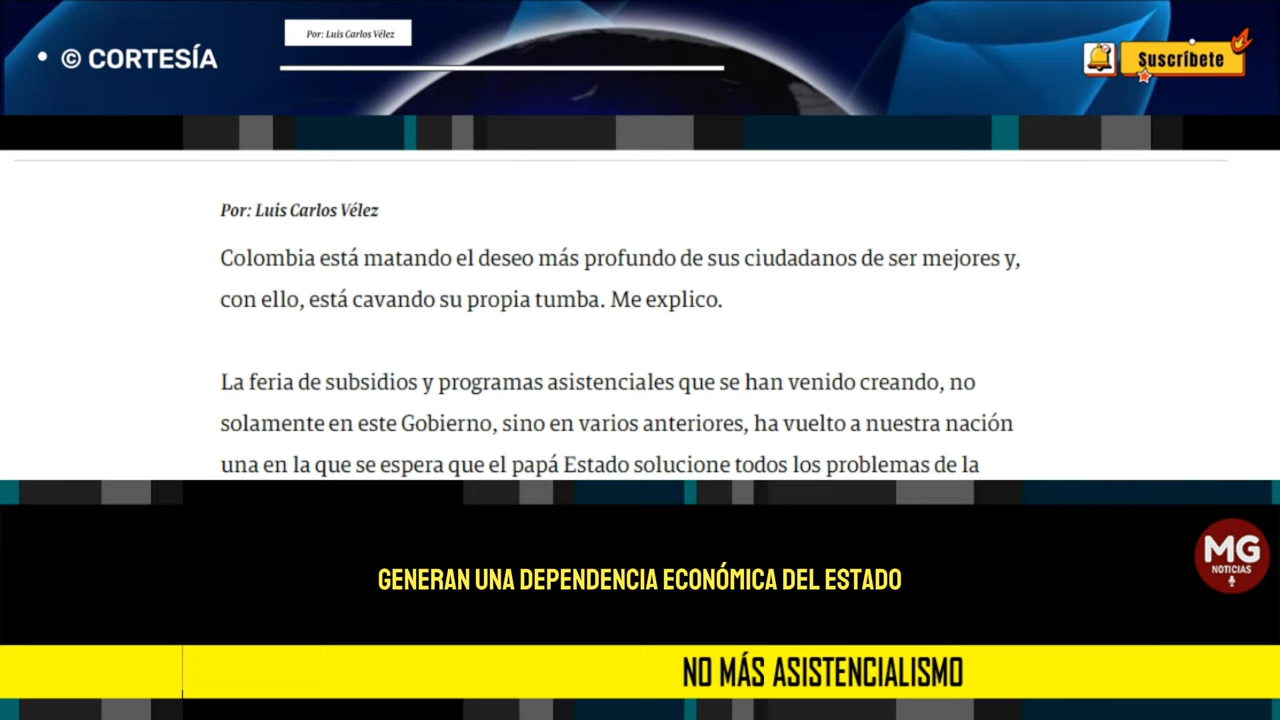 • © CORTESÍA
Por: Luis Carlos Vélez
Suscríbete
Por: Luis Carlos Vélez
Colombia está matando el deseo más profundo de sus ciudadanos de ser mejores y,
con ello, está cavando su propia tumba. Me explico.
La feria de subsidios y programas asistenciales que se han venido creando, no
solamente en este Gobierno, sino en varios anteriores, ha vuelto a nuestra nación
una en la que se espera que el papá Estado solucione todos los problemas de la
MG
NOTICIAS
GENERAN UNA DEPENDENCIA ECONÓMICA DEL ESTADO
NO MÁS ASISTENCIALISMO